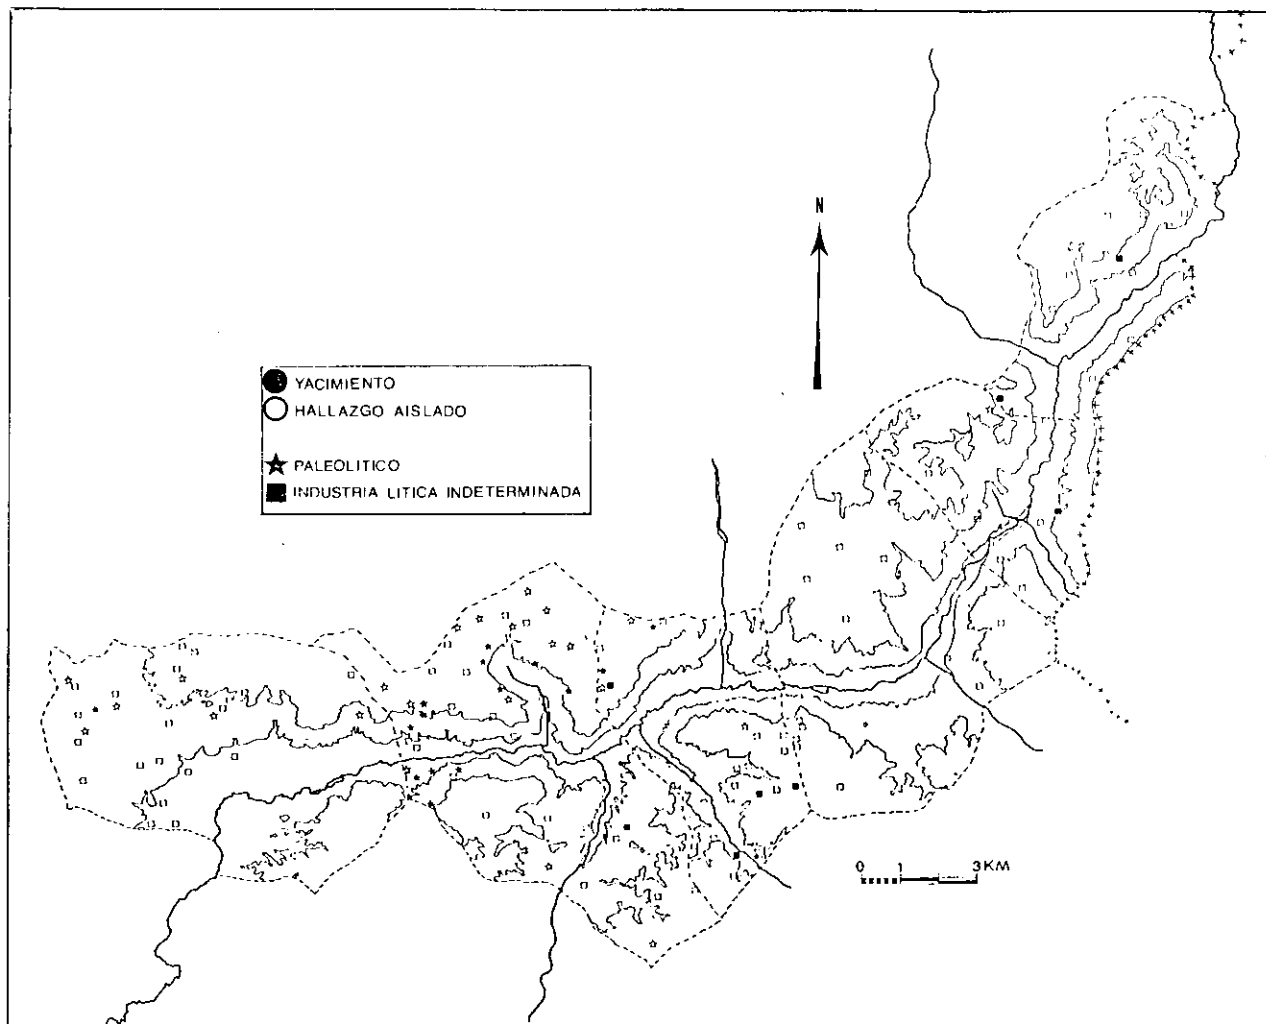 N
YACIMIENTO
HALLAZGO AISLADO
PALEOLITICO
INDUSTRIA LITICA INDETERMINADA
0 1 3KM